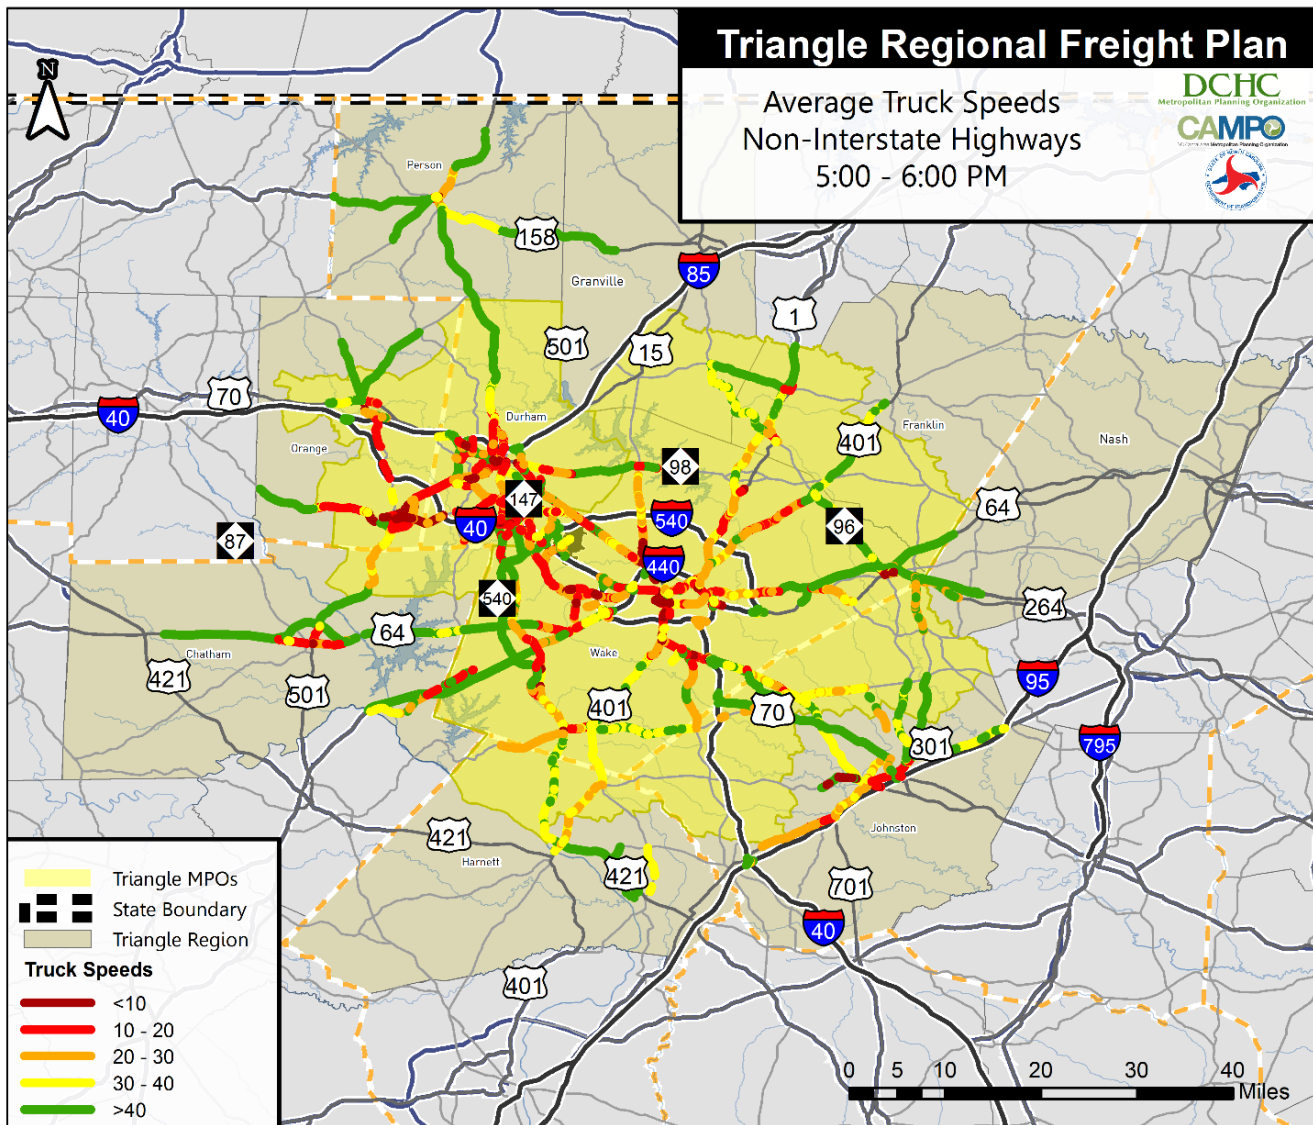 Triangle Regional Freight Plan
Average Truck Speeds
Non-Interstate Highways
5:00 - 6:00 PM
DCHC
Metropolitan Planning Organization
CAMPO
N
Person
158
Granville
85
1
501
15
70
40
Durham
Orange
401
Franklin
Nash
98
147
64
40
540
96
87
440
540
264
64
Wake
Chatham
421
501
95
401
70
301
795
421
Harnett
421
Johnston
701
40
401
Triangle MPOs
State Boundary
Triangle Region
Truck Speeds
<10
10 - 20
20 - 30
30 - 40
>40
0 5 10 20 30 40
Miles